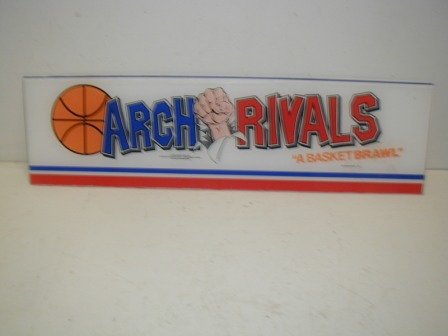 ARCH RIVALS
"A BASKET BRAWL"